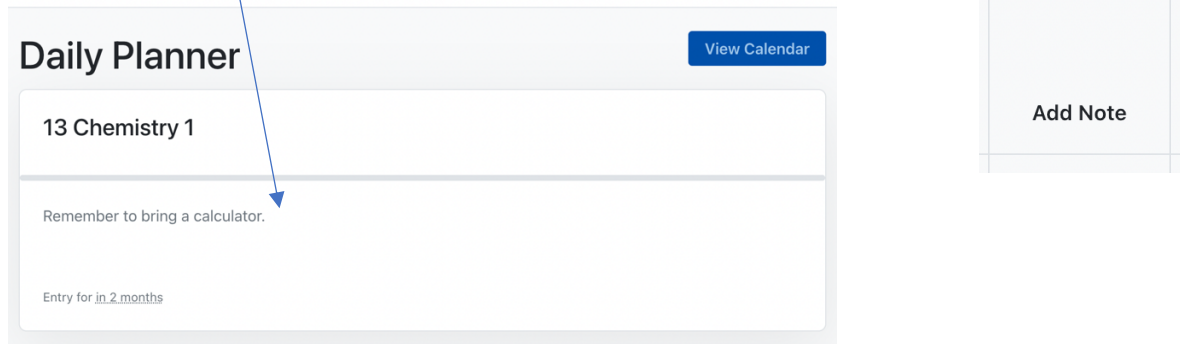 Daily Planner
View Calendar
13 Chemistry 1
Remember to bring a calculator.
Entry for in 2 months
Add Note